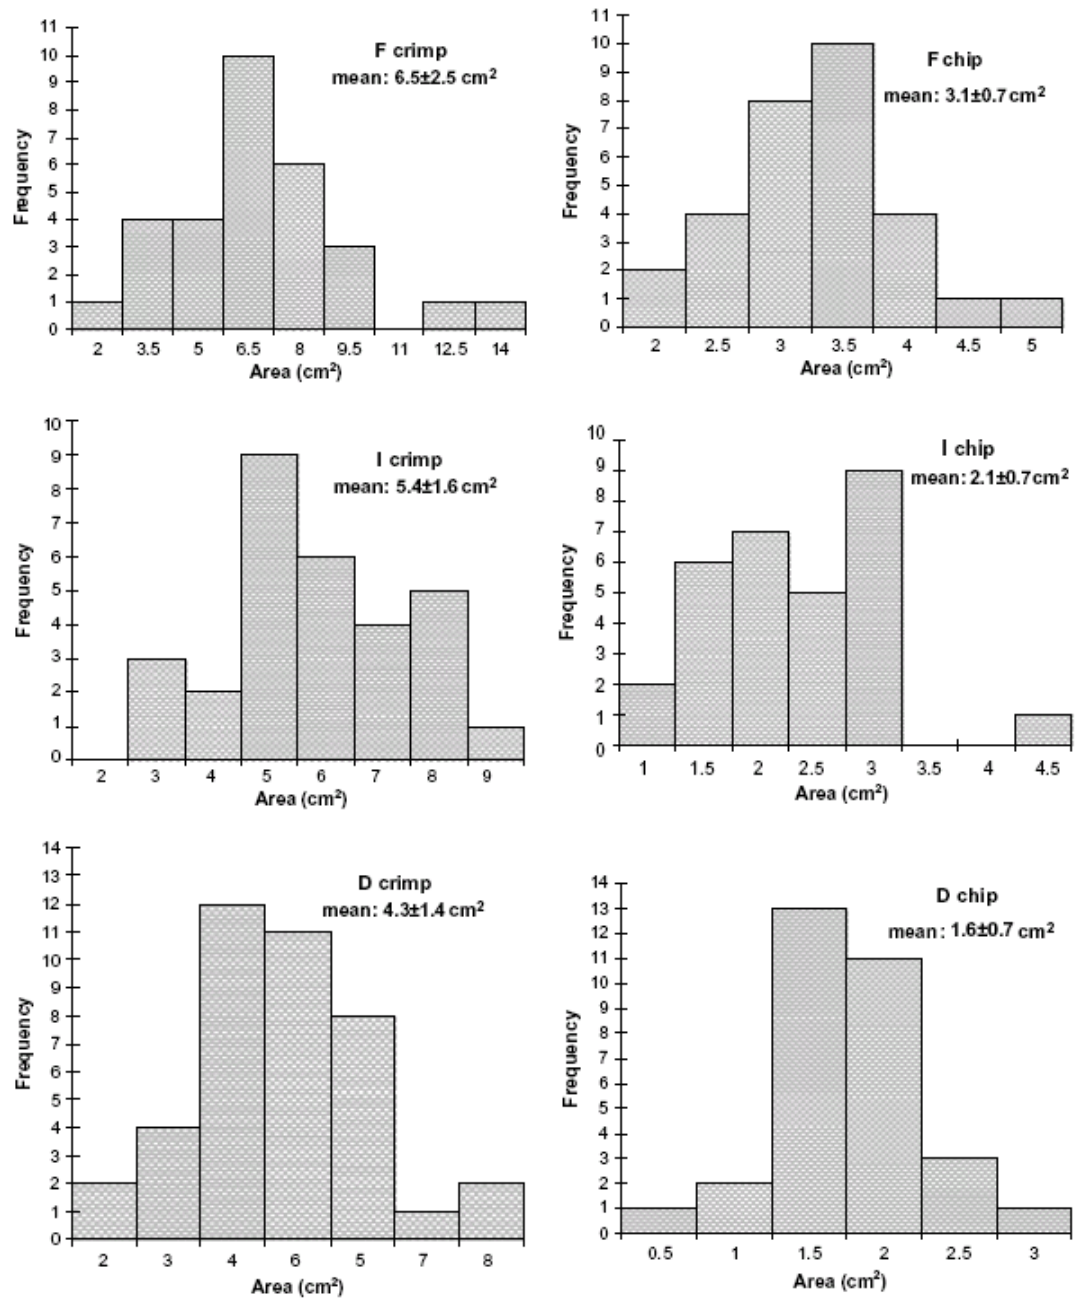 F crimp
mean: 6.5±2.5 cm²
11
10
9
8
7
6
5
4
3
2
1
0
Frequency
2 3.5 5 6.5 8 9.5 11 12.5 14
Area (cm²)
F chip
mean: 3.1±0.7 cm²
11
10
9
8
7
6
5
4
3
2
1
0
Frequency
2 2.5 3 3.5 4 4.5 5
Area (cm²)
I crimp
mean: 5.4±1.6 cm²
10
9
8
7
6
5
4
3
2
1
0
Frequency
2 3 4 5 6 7 8 9
Area (cm²)
I chip
mean: 2.1±0.7 cm²
10
9
8
7
6
5
4
3
2
1
0
Frequency
1 1.5 2 2.5 3 3.5 4 4.5
Area (cm²)
D crimp
mean: 4.3±1.4 cm²
14
13
12
11
10
9
8
7
6
5
4
3
2
1
0
Frequency
2 3 4 6 5 7 8
Area (cm²)
D chip
mean: 1.6±0.7 cm²
14
13
12
11
10
9
8
7
6
5
4
3
2
1
0
Frequency
0.5 1 1.5 2 2.5 3
Area (cm²)